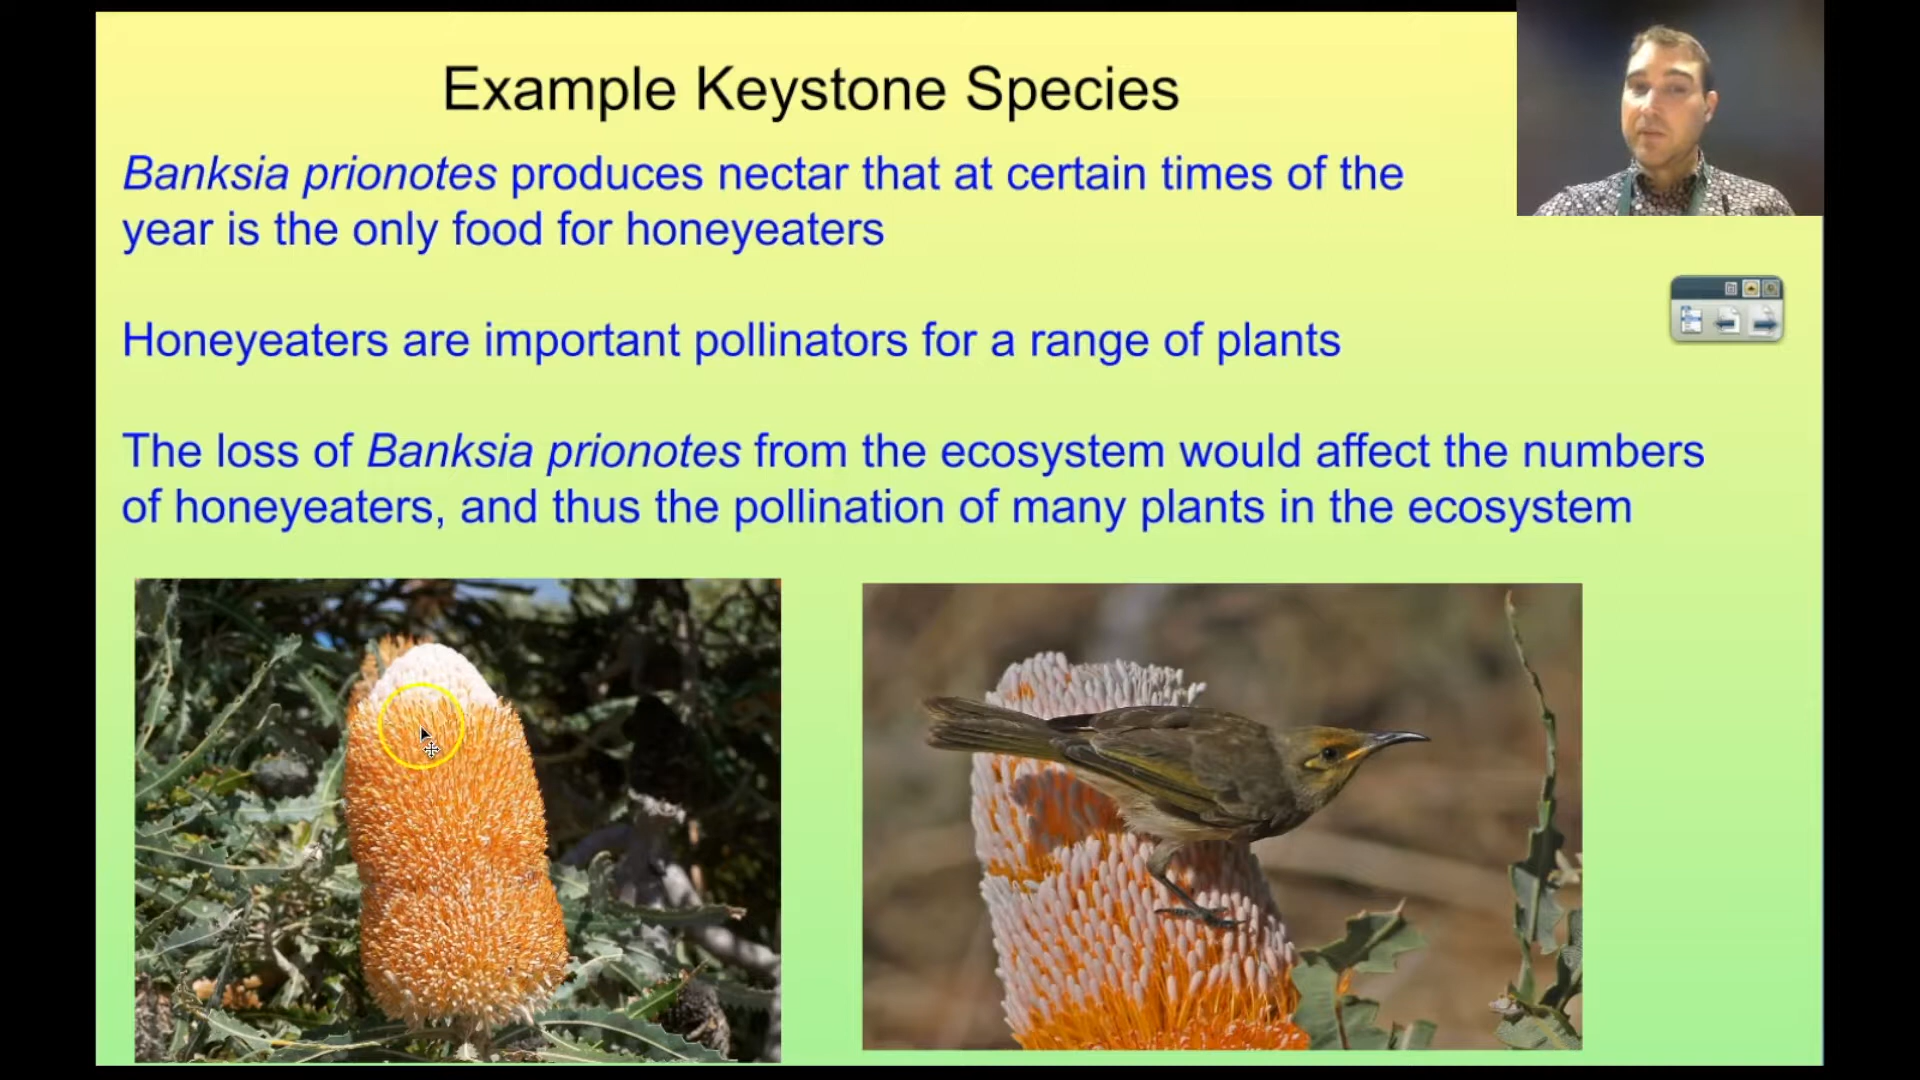 Example Keystone Species
Banksia prionotes produces nectar that at certain times of the
year is the only food for honeyeaters
Honeyeaters are important pollinators for a range of plants
The loss of Banksia prionotes from the ecosystem would affect the numbers
of honeyeaters, and thus the pollination of many plants in the ecosystem